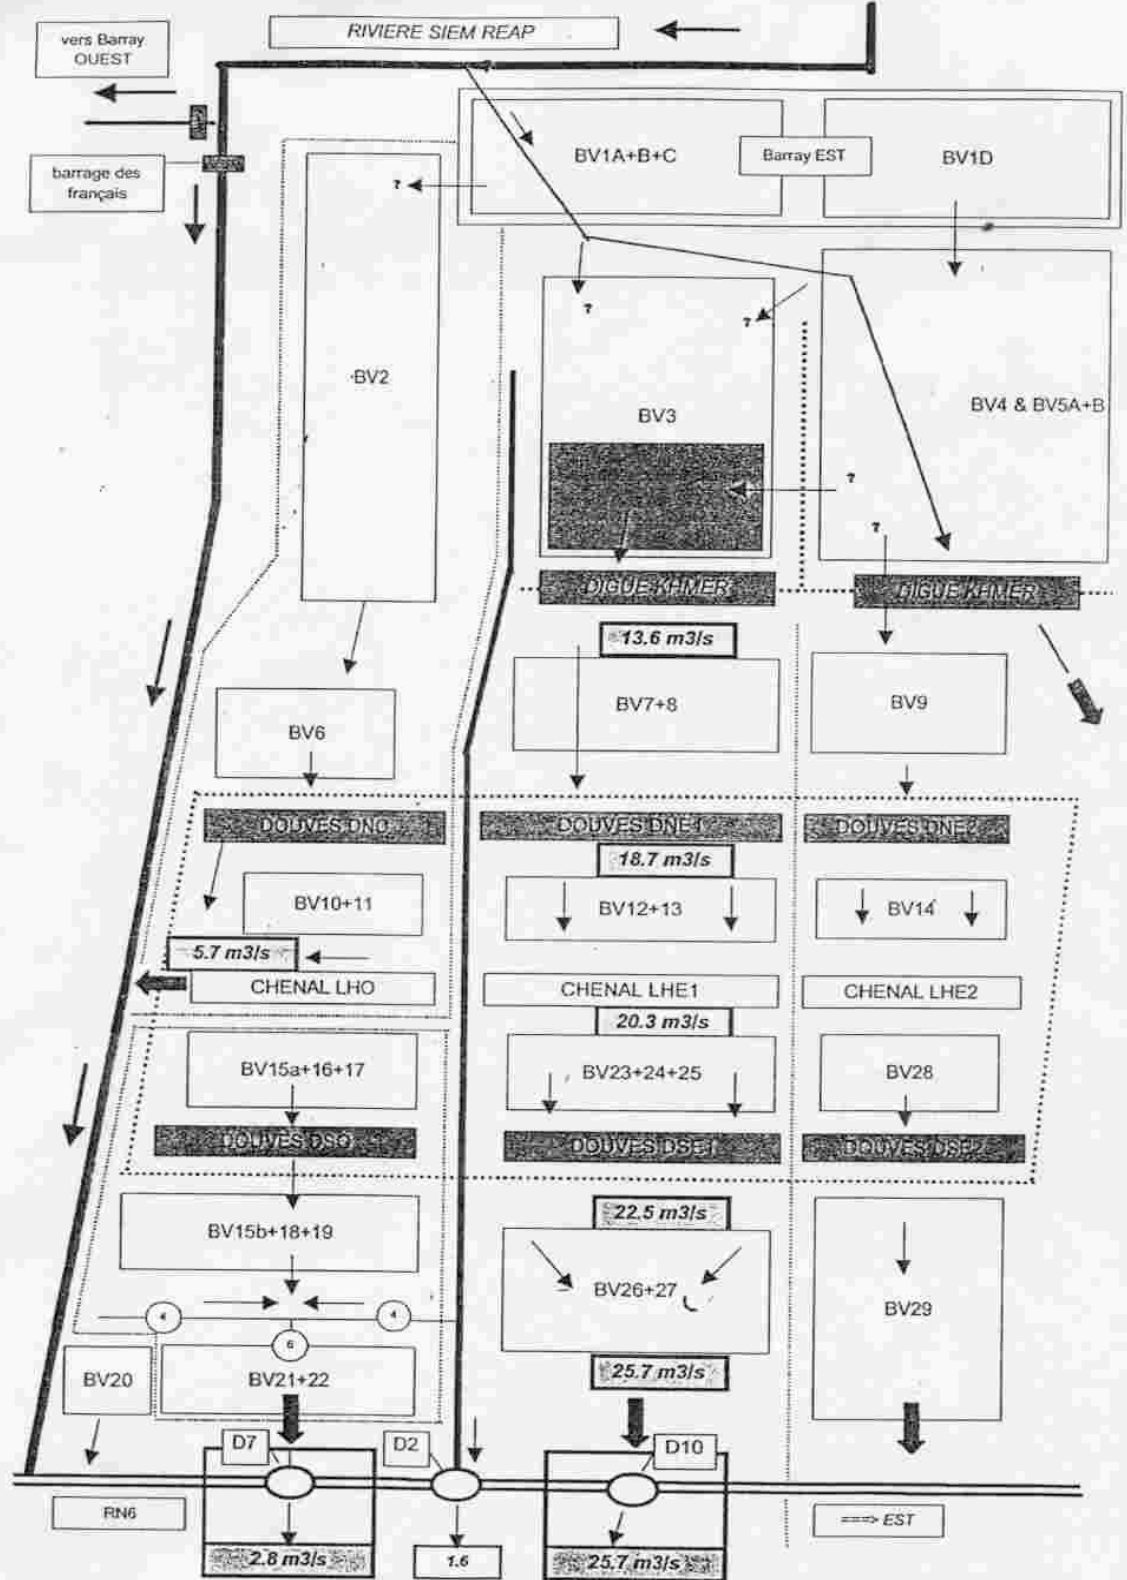 RIVIERE SIEM REAP
vers Barray
OUEST
BV1A+B+C
Barray EST
BV1D
barrage des
français
?
?
?
BV2
BV3
BV4 & BV5A+B
?
?
DIGUE KHMER
DIGUE KHMER
13.6 m3/s
BV7+8
BV9
BV6
DOUVES DNO
DOUVES DNE1
DOUVES DNE2
18.7 m3/s
BV10+11
BV12+13
BV14
5.7 m3/s
CHENAL LHO
CHENAL LHE1
CHENAL LHE2
20.3 m3/s
BV15a+16+17
BV23+24+25
BV28
DOUVES DSO
DOUVES DSE1
DOUVES DSE2
22.5 m3/s
BV15b+18+19
BV26+27
BV29
4
4
6
BV20
BV21+22
25.7 m3/s
D7
D2
D10
RN6
===> EST
2.8 m3/s
1.6
25.7 m3/s